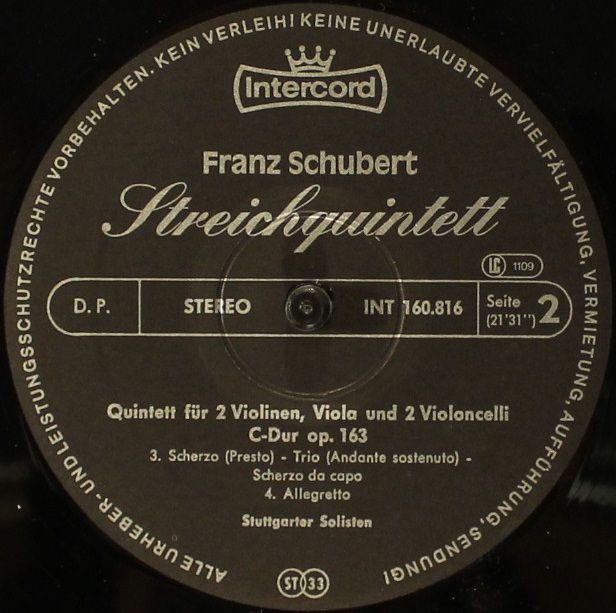 ALLE URHEBER- UND LEISTUNGSSCHUTZRECHTE VORBEHALTEN. KEIN VERLEIH! KEINE UNERLAUBTE VERVIELFÄLTIGUNG, VERMIETUNG, AUFFÜHRUNG, SENDUNG!
Intercord
Franz Schubert
Streichquintett
LC 1109
D. P. STEREO INT 160.816 Seite 2
(21'31")
Quintett für 2 Violinen, Viola und 2 Violoncelli
C-Dur op. 163
3. Scherzo (Presto) - Trio (Andante sostenuto) -
Scherzo da capo
4. Allegretto
Stuttgarter Solisten
ST 33